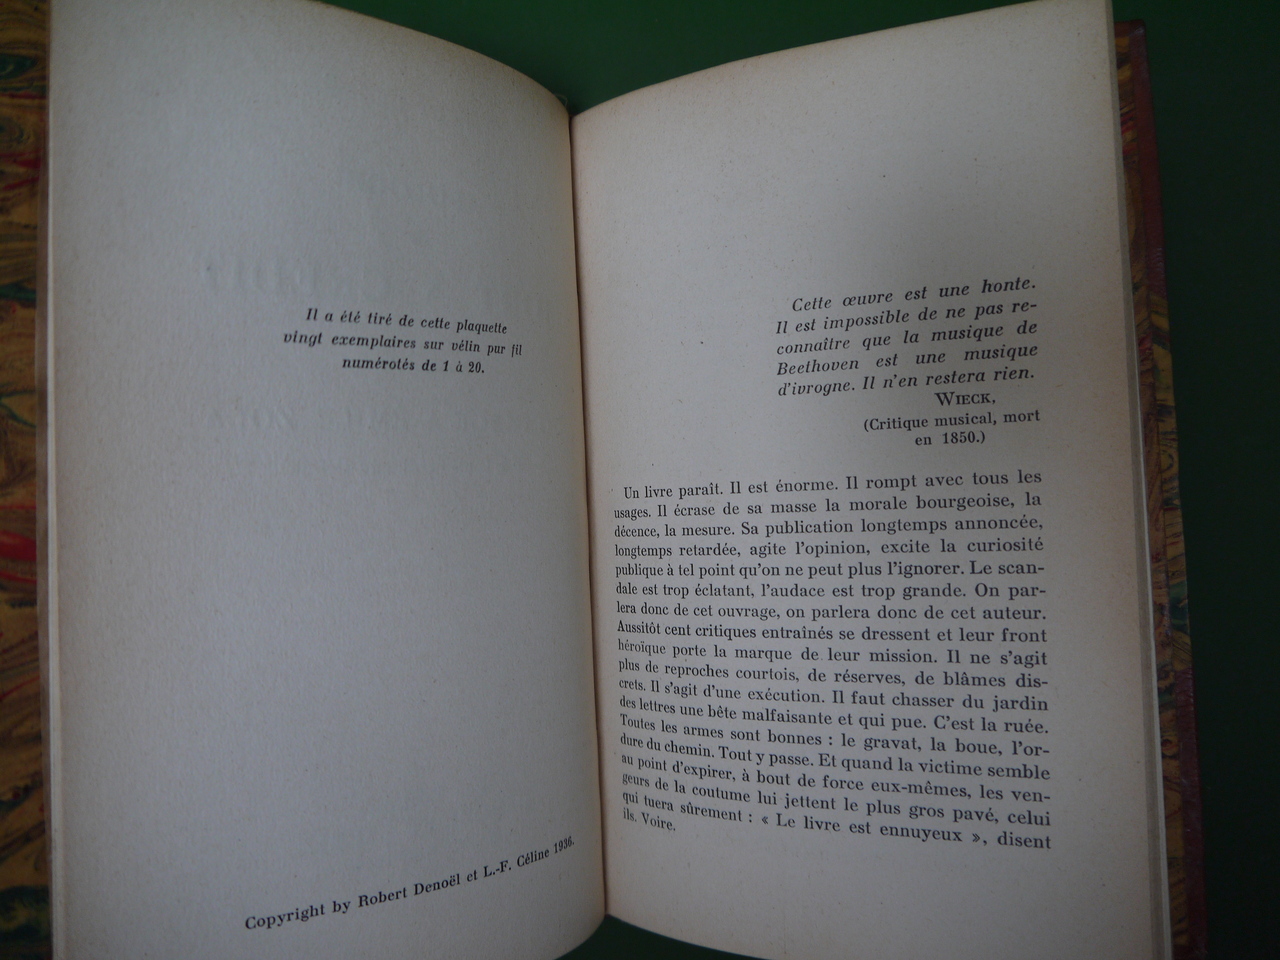 Il a été tiré de cette plaquette
vingt exemplaires sur vélin pur fil
numérotés de 1 à 20.
Copyright by Robert Denoël et L.-F. Céline 1936.
Cette œuvre est une honte.
Il est impossible de ne pas re-
connaître que la musique de
Beethoven est une musique
d'ivrogne. Il n'en restera rien.
WIECK,
(Critique musical, mort
en 1850.)
Un livre paraît. Il est énorme. Il rompt avec tous les
usages. Il écrase de sa masse la morale bourgeoise, la
décence, la mesure. Sa publication longtemps annoncée,
longtemps retardée, agite l'opinion, excite la curiosité
publique à tel point qu'on ne peut plus l'ignorer. Le scan-
dale est trop éclatant, l'audace est trop grande. On par-
lera donc de cet ouvrage, on parlera donc de cet auteur.
Aussitôt cent critiques entraînés se dressent et leur front
héroïque porte la marque de leur mission. Il ne s'agit
plus de reproches courtois, de réserves, de blâmes dis-
crets. Il s'agit d'une exécution. Il faut chasser du jardin
des lettres une bête malfaisante et qui pue. C'est la ruée.
Toutes les armes sont bonnes : le gravat, la boue, l'or-
dure du chemin. Tout y passe. Et quand la victime semble
au point d'expirer, à bout de force eux-mêmes, les ven-
geurs de la coutume lui jettent le plus gros pavé, celui
qui tuera sûrement : « Le livre est ennuyeux », disent
ils. Voire.